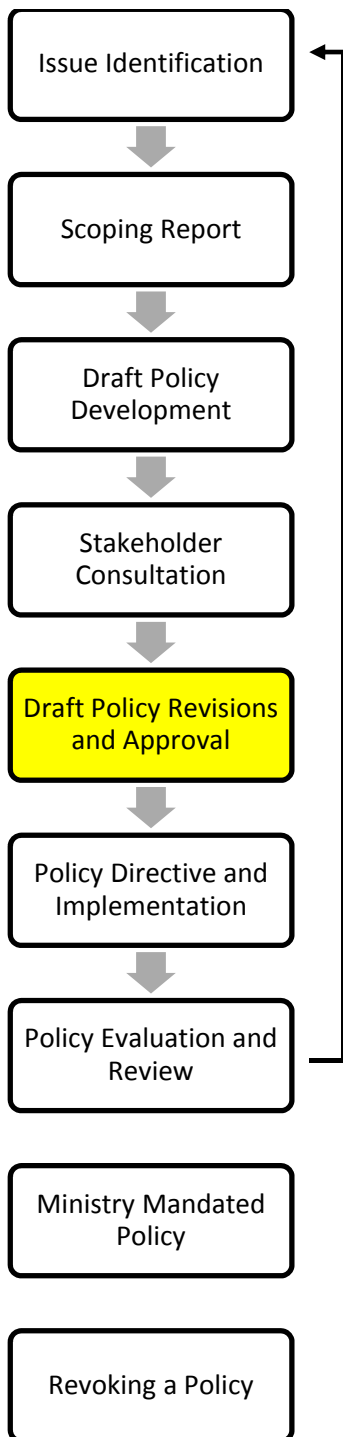 Issue Identification
Scoping Report
Draft Policy
Development
Stakeholder
Consultation
Draft Policy Revisions
and Approval
Policy Directive and
Implementation
Policy Evaluation and
Review
Ministry Mandated
Policy
Revoking a Policy